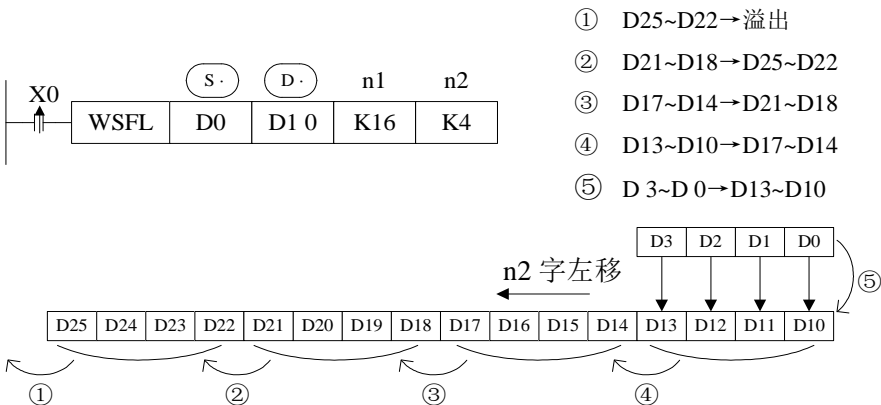 ① D25~D22→溢出
② D21~D18→D25~D22
③ D17~D14→D21~D18
④ D13~D10→D17~D14
⑤ D 3~D 0→D13~D10
S· D· n1 n2
X0
WSFL D0 D1 0 K16 K4
D3 D2 D1 D0
n2 字左移
⑤
D25 D24 D23 D22 D21 D20 D19 D18 D17 D16 D15 D14 D13 D12 D11 D10
① ② ③ ④